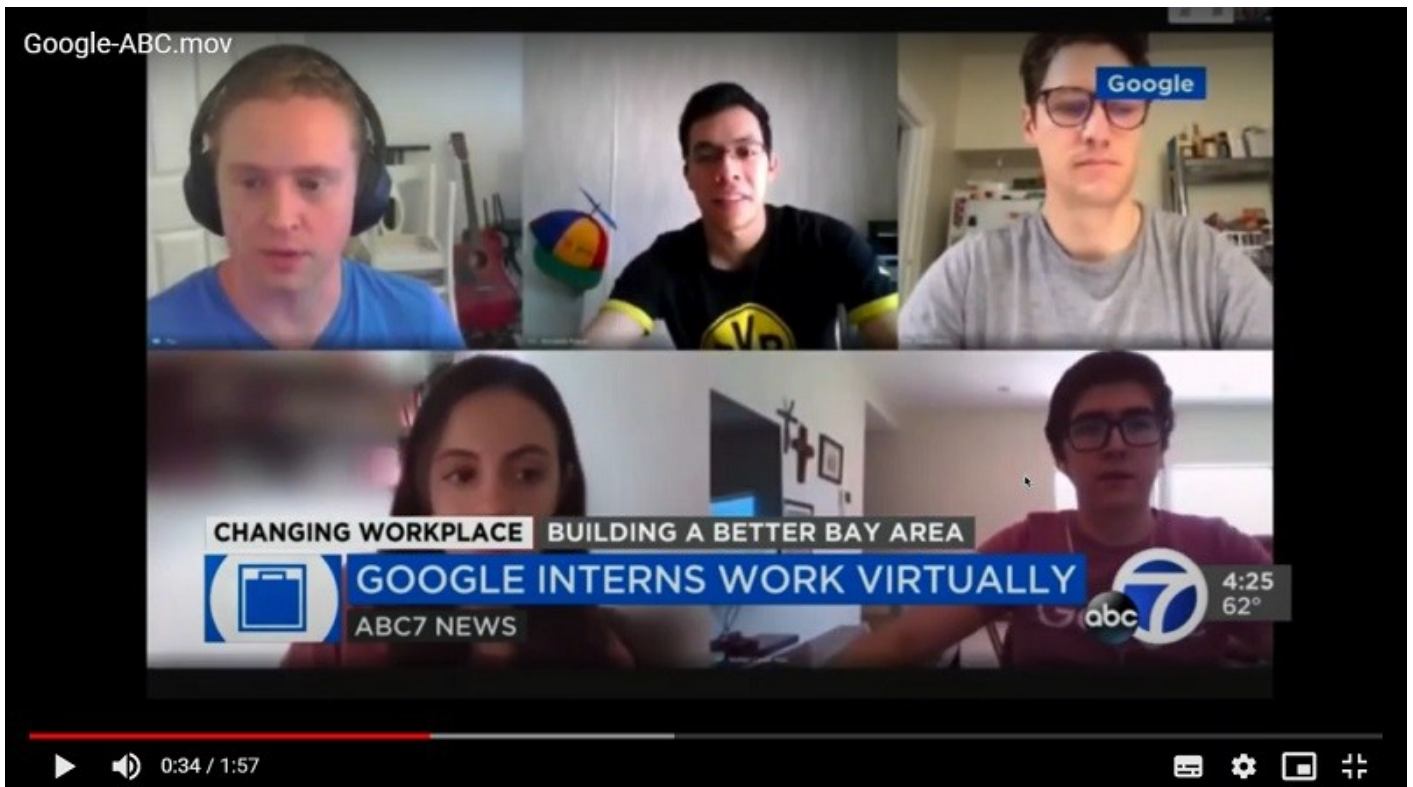 Google-ABC.mov
Google
BVB
CHANGING WORKPLACE BUILDING A BETTER BAY AREA
GOOGLE INTERNS WORK VIRTUALLY
ABC7 NEWS
abc 7
4:25
62°
0:34 / 1:57